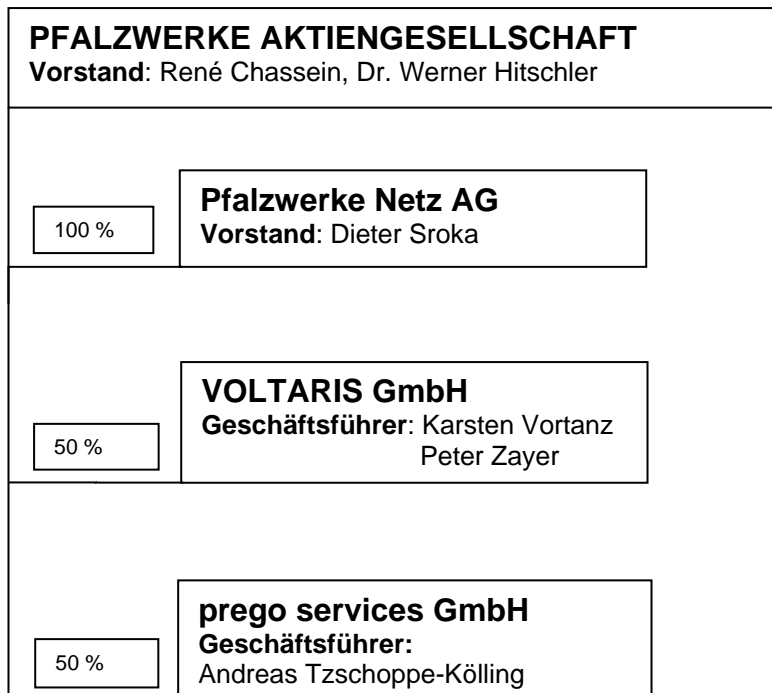 PFALZWERKE AKTIENGESELLSCHAFT
Vorstand: René Chassein, Dr. Werner Hitschler
Pfalzwerke Netz AG
100 %
Vorstand: Dieter Sroka
VOLTARIS GmbH
Geschäftsführer: Karsten Vortanz
50 %
Peter Zayer
prego services GmbH
Geschäftsführer:
50 %
Andreas Tzschoppe-Kölling